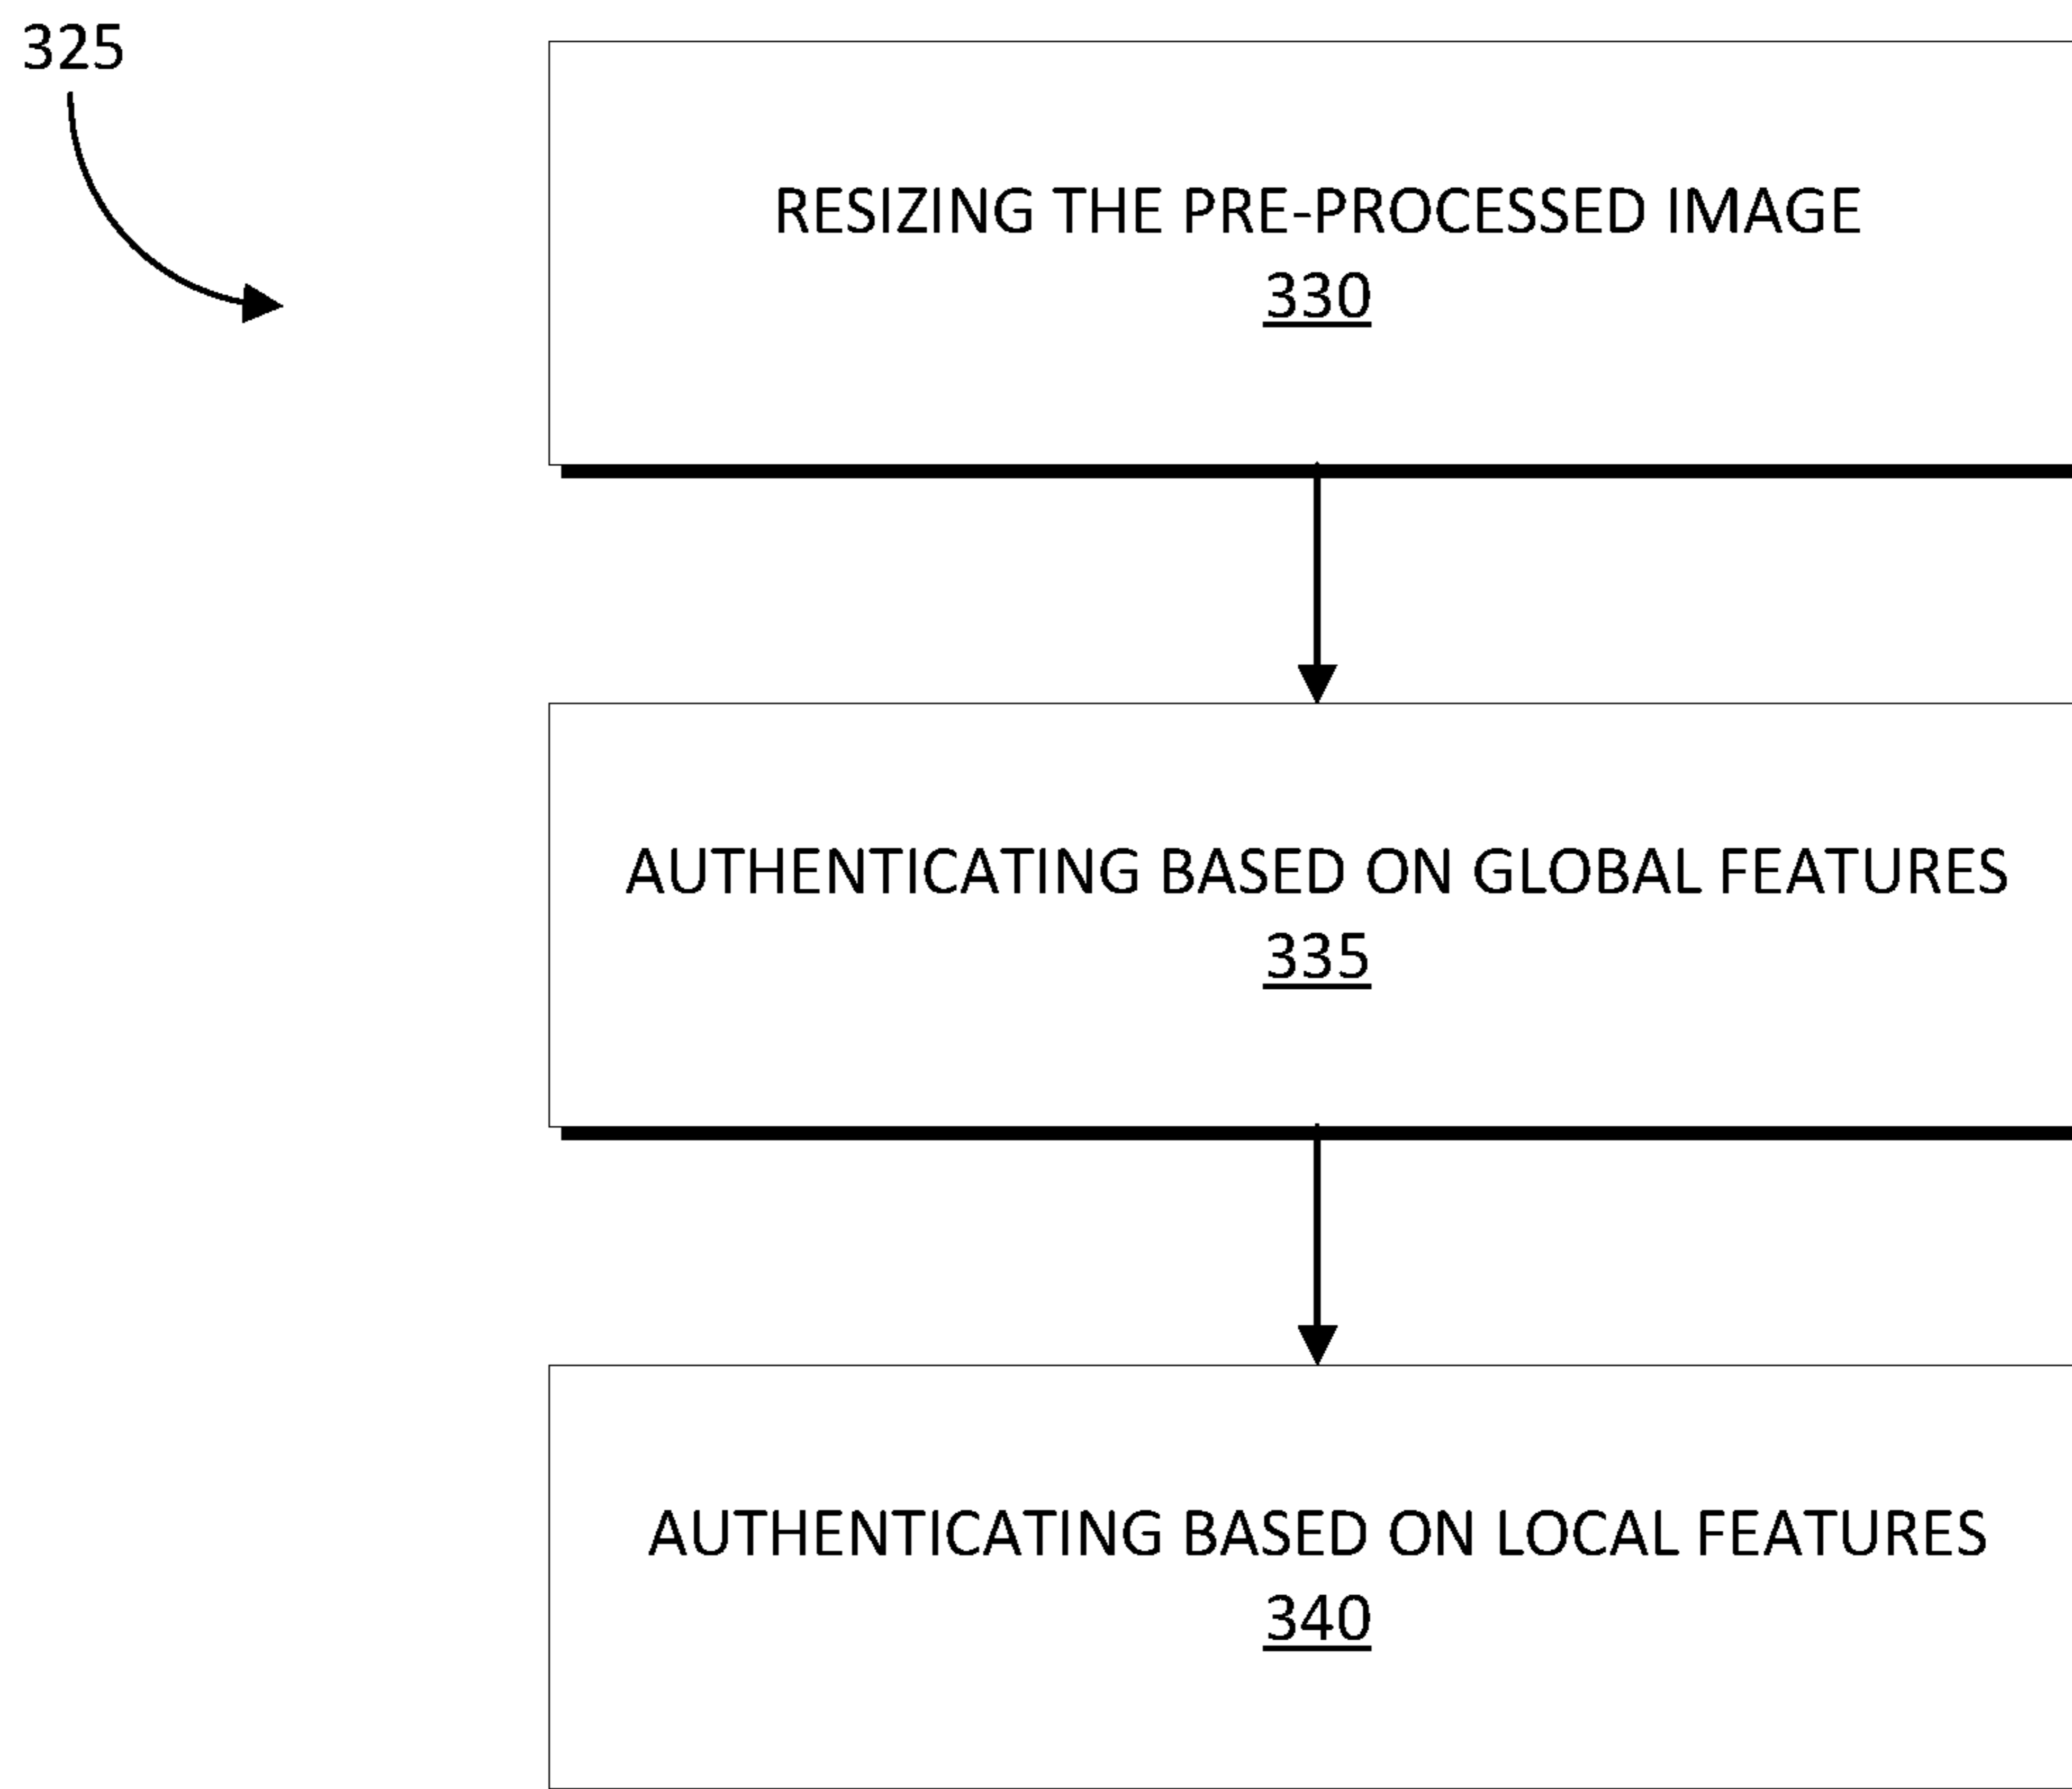 325
RESIZING THE PRE-PROCESSED IMAGE
330
AUTHENTICATING BASED ON GLOBAL FEATURES
335
AUTHENTICATING BASED ON LOCAL FEATURES
340